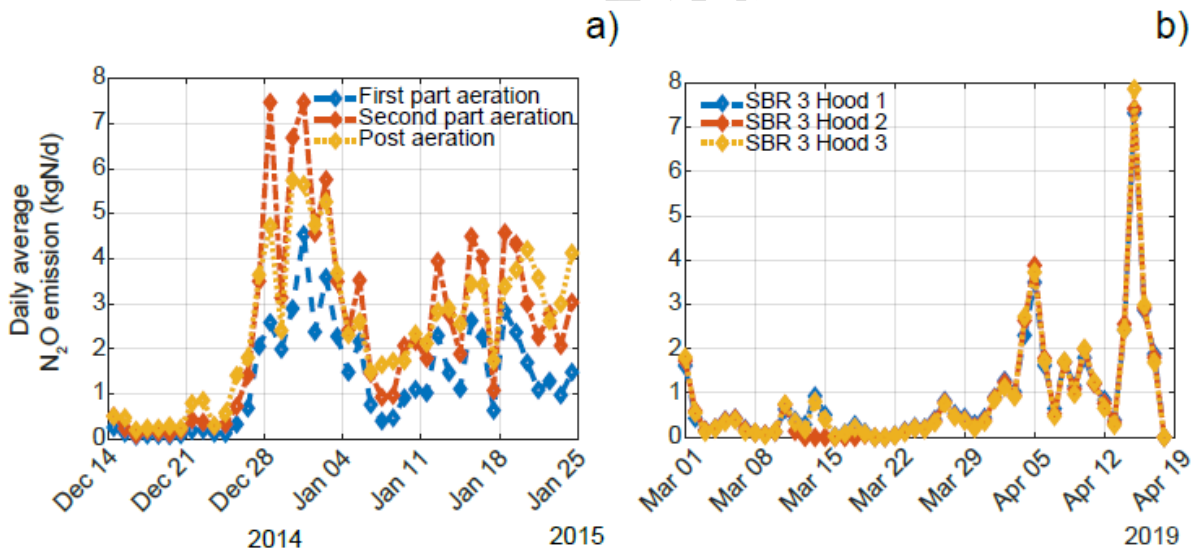 a)
b)
Daily average
N₂O emission (kgN/d)
8
7
6
5
4
3
2
1
0
First part aeration
Second part aeration
Post aeration
Dec 14
Dec 21
Dec 28
Jan 04
Jan 11
Jan 18
Jan 25
2014
2015
8
7
6
5
4
3
2
1
0
SBR 3 Hood 1
SBR 3 Hood 2
SBR 3 Hood 3
Mar 01
Mar 08
Mar 15
Mar 22
Mar 29
Apr 05
Apr 12
Apr 19
2019